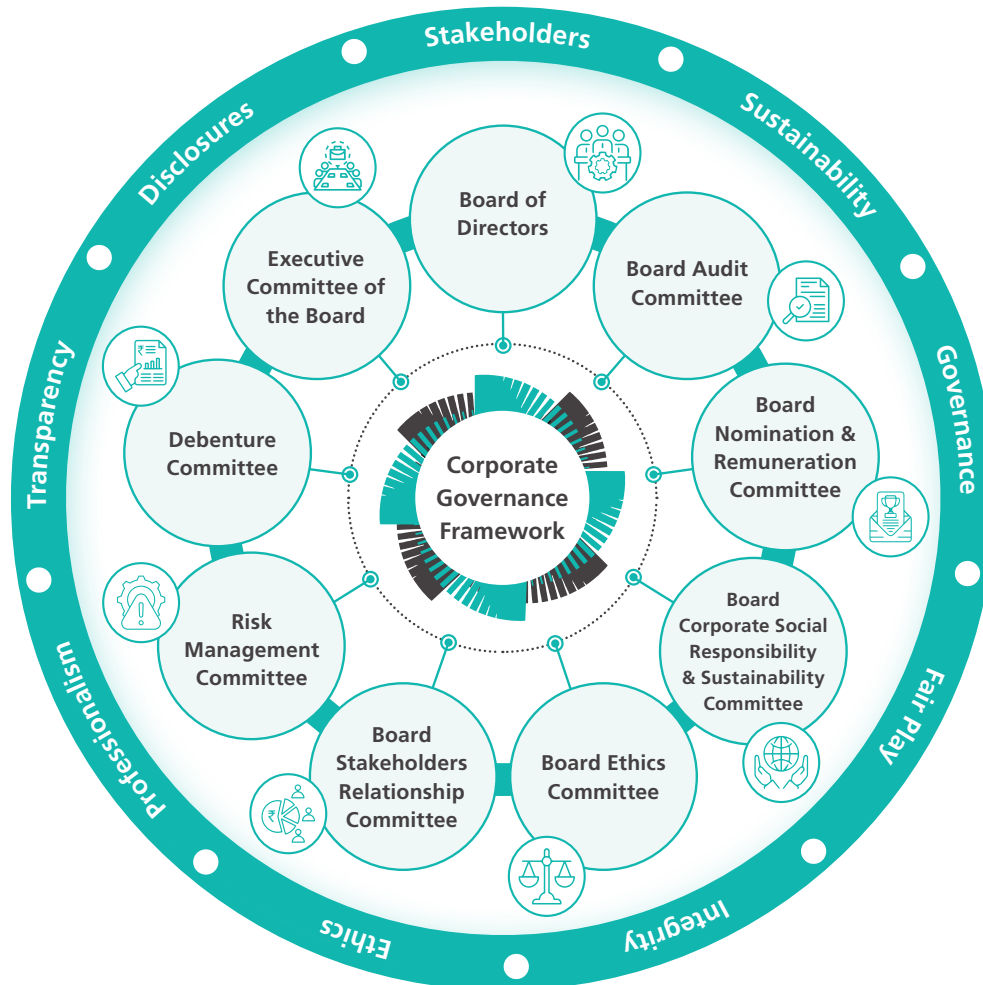 Stakeholders
Sustainability
Governance
Fair Play
Integrity
Ethics
Professionalism
Transparency
Disclosures
Board of
Directors
Board Audit
Committee
Board
Nomination &
Remuneration
Committee
Board
Corporate Social
Responsibility
& Sustainability
Committee
Board Ethics
Committee
Board
Stakeholders
Relationship
Committee
Risk
Management
Committee
Debenture
Committee
Executive
Committee of
the Board
Corporate
Governance
Framework
₹
₹